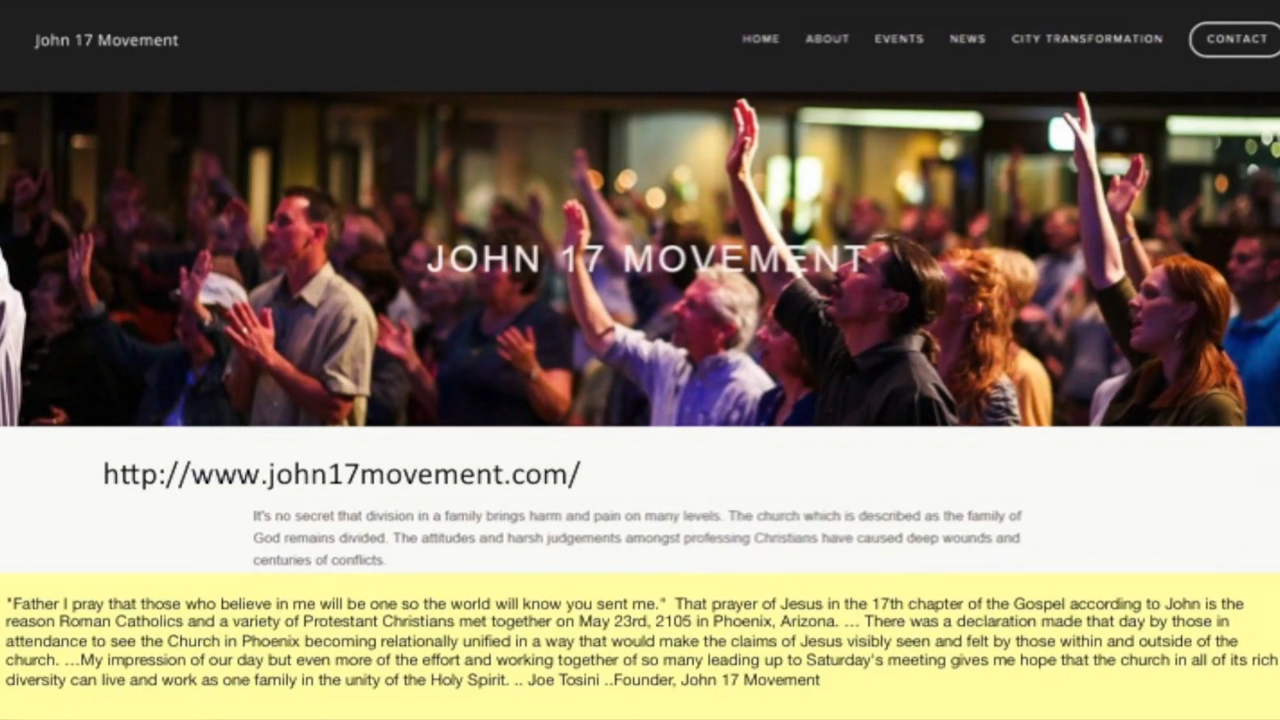 John 17 Movement
HOME ABOUT EVENTS NEWS CITY TRANSFORMATION CONTACT
JOHN 17 MOVEMENT
http://www.john17movement.com/
It's no secret that division in a family brings harm and pain on many levels. The church which is described as the family of
God remains divided. The attitudes and harsh judgements amongst professing Christians have caused deep wounds and
centuries of conflicts.
"Father I pray that those who believe in me will be one so the world will know you sent me."  That prayer of Jesus in the 17th chapter of the Gospel according to John is the
reason Roman Catholics and a variety of Protestant Christians met together on May 23rd, 2105 in Phoenix, Arizona. ... There was a declaration made that day by those in
attendance to see the Church in Phoenix becoming relationally unified in a way that would make the claims of Jesus visibly seen and felt by those within and outside of the
church. ...My impression of our day but even more of the effort and working together of so many leading up to Saturday's meeting gives me hope that the church in all of its rich
diversity can live and work as one family in the unity of the Holy Spirit. .. Joe Tosini ..Founder, John 17 Movement